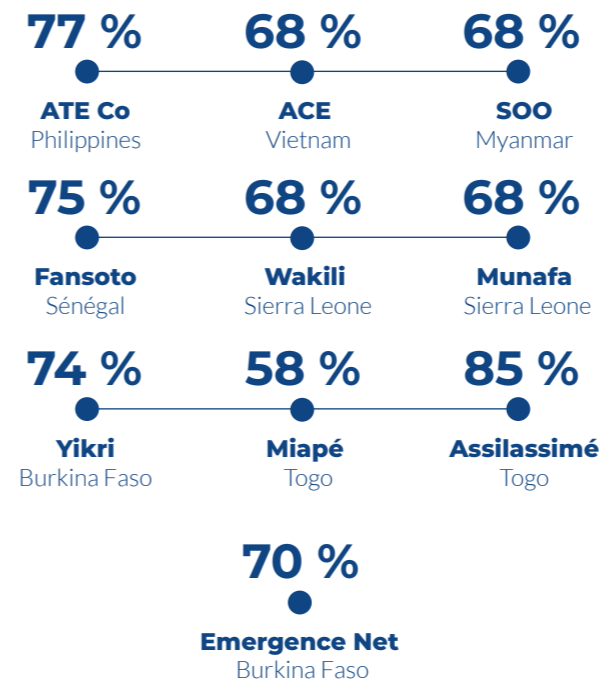 77 % 68 % 68 %
ATE Co ACE SOO
Philippines Vietnam Myanmar
75 % 68 % 68 %
Fansoto Wakili Munafa
Sénégal Sierra Leone Sierra Leone
74 % 58 % 85 %
Yikri Miapé Assilassimé
Burkina Faso Togo Togo
70 %
Emergence Net
Burkina Faso